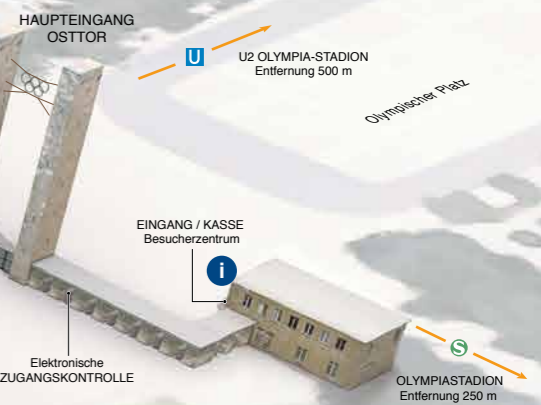 HAUPTEINGANG
OSTTOR
U
U2 OLYMPIA-STADION
Entfernung 500 m
Olympischer Platz
EINGANG / KASSE
Besucherzentrum
i
Elektronische
ZUGANGSKONTROLLE
S
OLYMPIASTADION
Entfernung 250 m